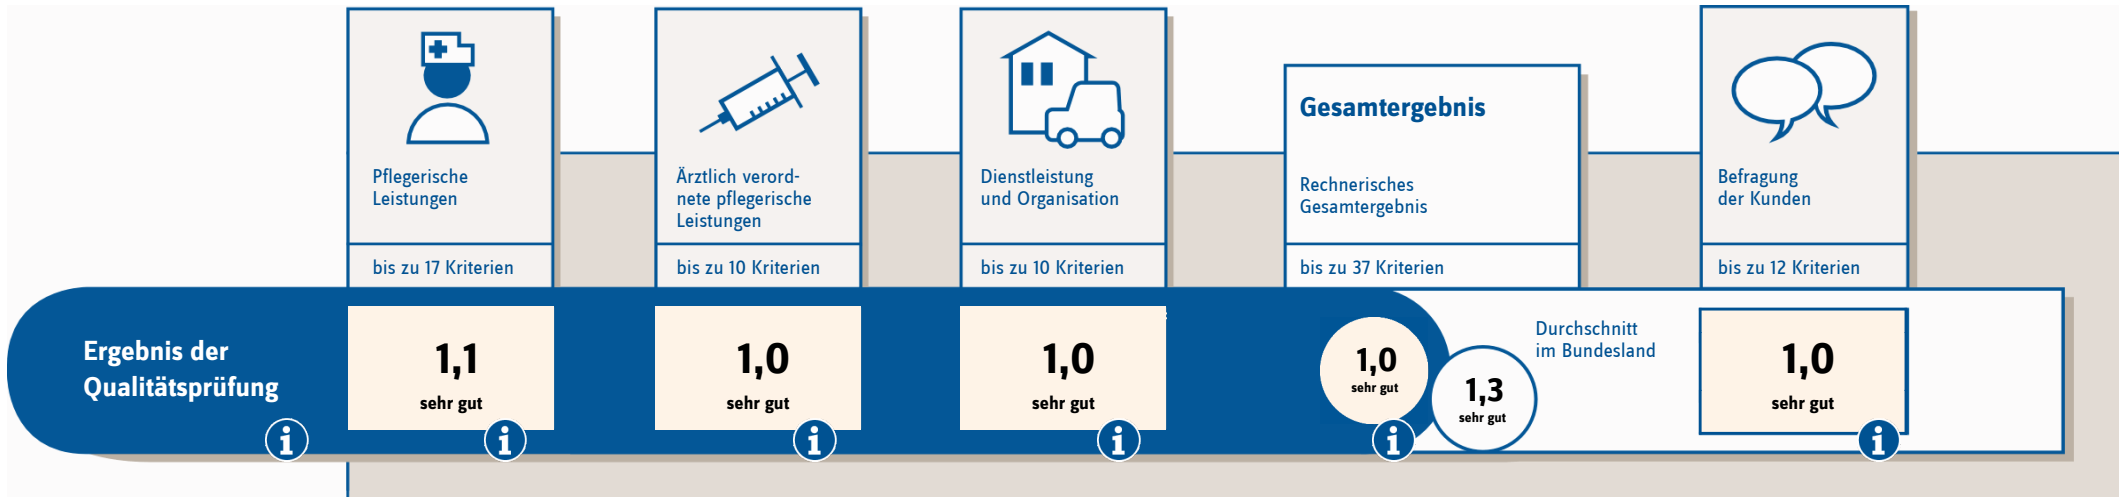 Pflegerische
Leistungen
bis zu 17 Kriterien
Ärztlich verord-
nete pflegerische
Leistungen
bis zu 10 Kriterien
Dienstleistung
und Organisation
bis zu 10 Kriterien
Gesamtergebnis
Rechnerisches
Gesamtergebnis
bis zu 37 Kriterien
Befragung
der Kunden
bis zu 12 Kriterien
Ergebnis der
Qualitätsprüfung
i
1,1
sehr gut
i
1,0
sehr gut
i
1,0
sehr gut
i
1,0
sehr gut
i
1,3
sehr gut
Durchschnitt
im Bundesland
1,0
sehr gut
i